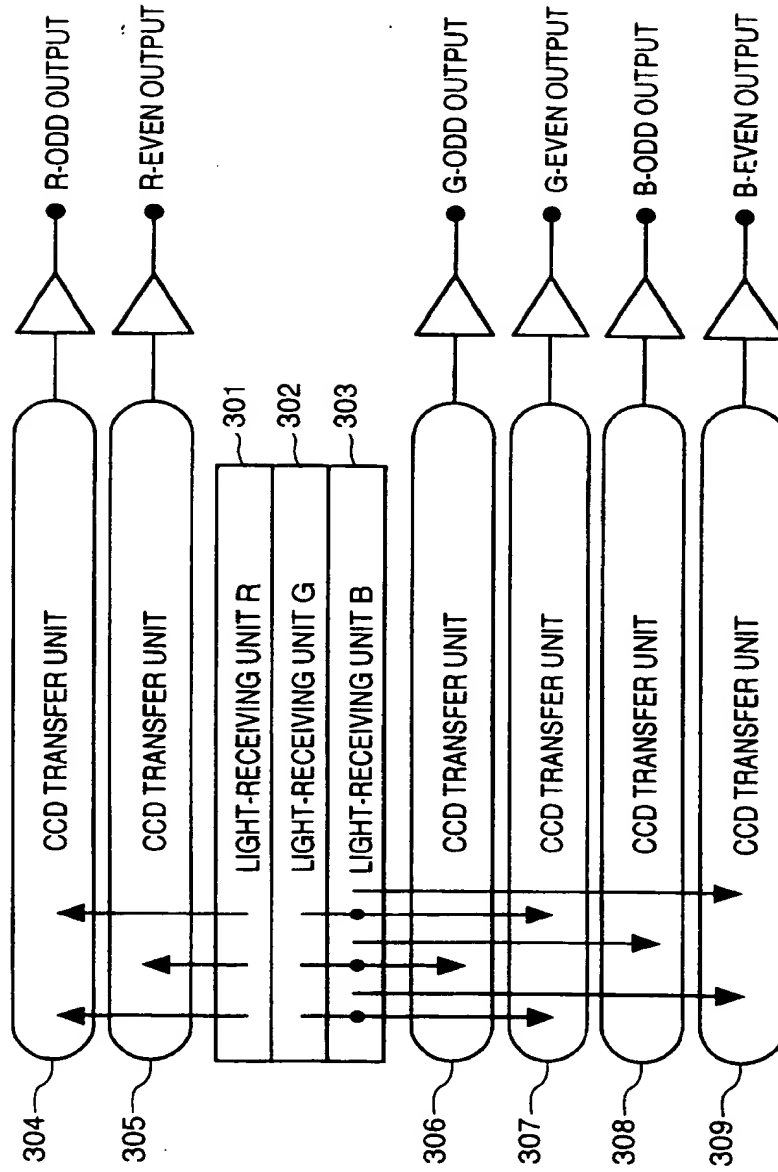 304
CCD TRANSFER UNIT
R-ODD OUTPUT
305
CCD TRANSFER UNIT
R-EVEN OUTPUT
LIGHT-RECEIVING UNIT R
301
LIGHT-RECEIVING UNIT G
302
LIGHT-RECEIVING UNIT B
303
306
CCD TRANSFER UNIT
G-ODD OUTPUT
307
CCD TRANSFER UNIT
G-EVEN OUTPUT
308
CCD TRANSFER UNIT
B-ODD OUTPUT
309
CCD TRANSFER UNIT
B-EVEN OUTPUT